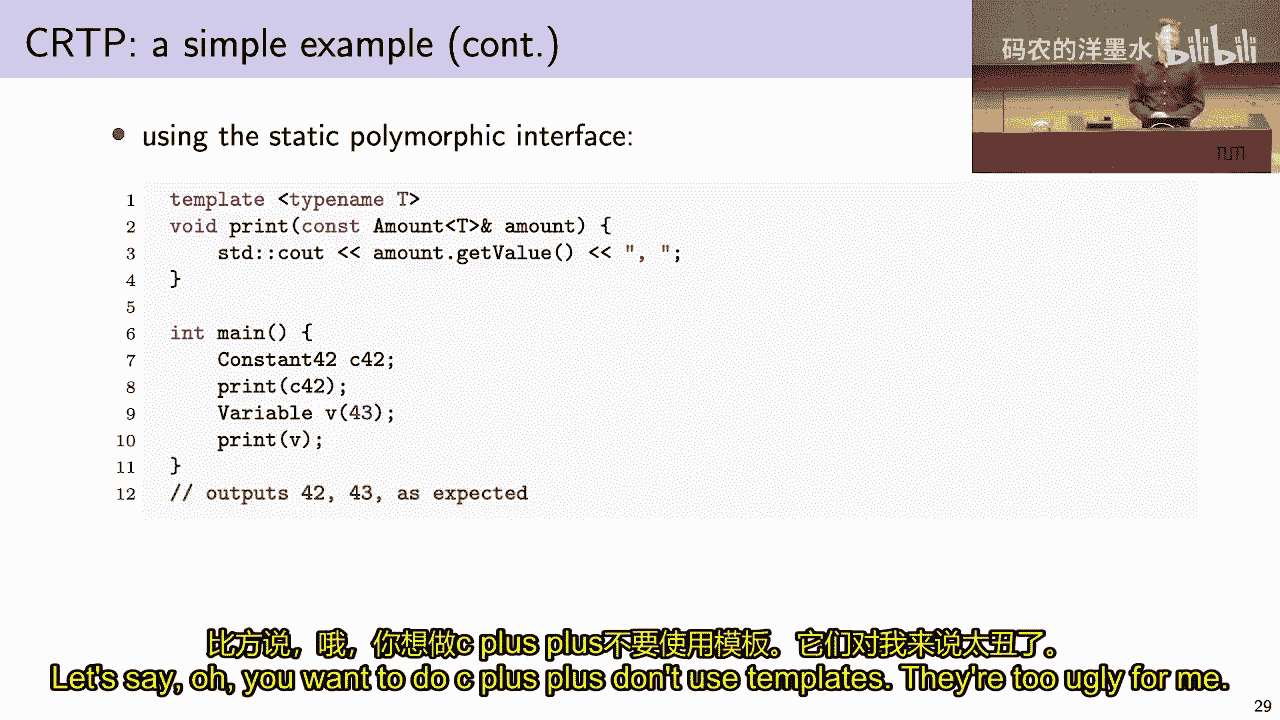 CRTP: a simple example (cont.)
码农的洋墨水 bilibili
TUM
• using the static polymorphic interface:
1 template <typename T>
2 void print(const Amount<T>& amount) {
3 std::cout << amount.getValue() << ", ";
4 }
5
6 int main() {
7 Constant42 c42;
8 print(c42);
9 Variable v(43);
10 print(v);
11 }
12 // outputs 42, 43, as expected
比方说，哦，你想做c plus plus不要使用模板。它们对我来说太丑了。
Let's say, oh, you want to do c plus plus don't use templates. They're too ugly for me.
29